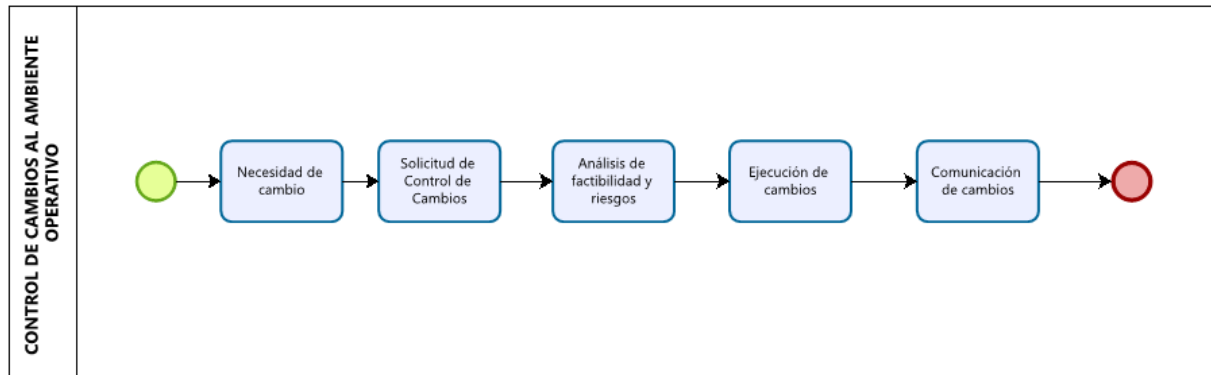 CONTROL DE CAMBIOS AL AMBIENTE
OPERATIVO
Necesidad de
cambio
Solicitud de
Control de
Cambios
Análisis de
factibilidad y
riesgos
Ejecución de
cambios
Comunicación
de cambios